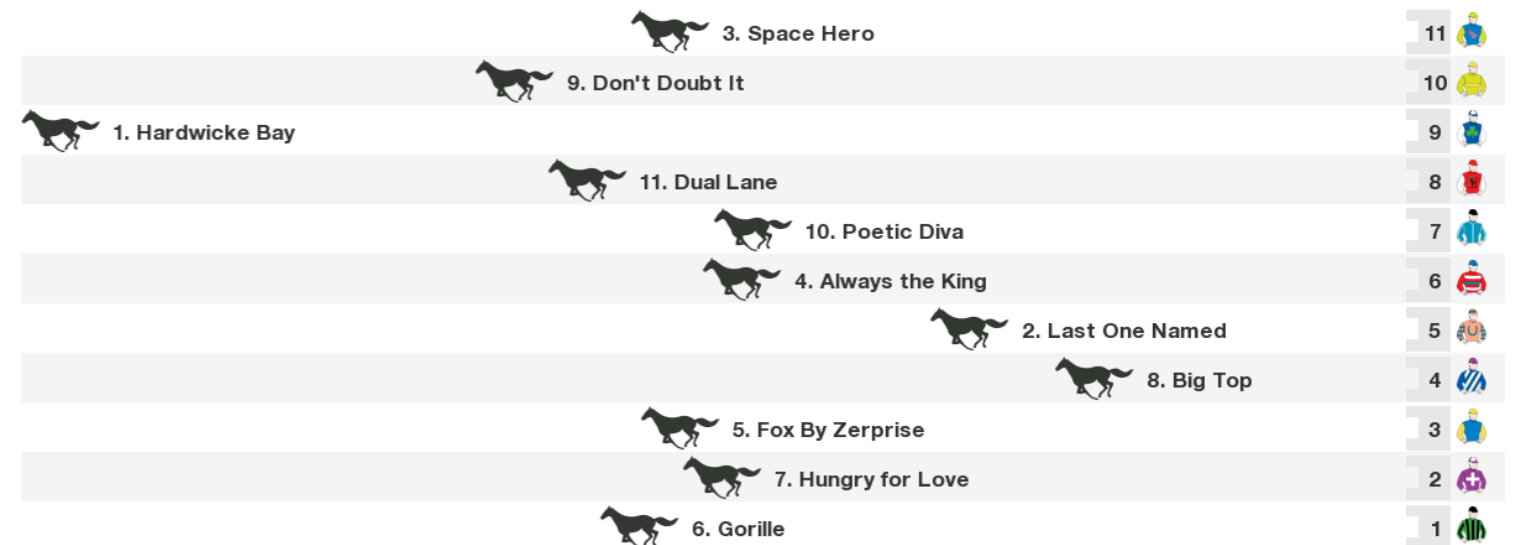 3. Space Hero 11
9. Don't Doubt It 10
1. Hardwicke Bay 9
11. Dual Lane 8
10. Poetic Diva 7
4. Always the King 6
2. Last One Named 5
8. Big Top 4
5. Fox By Zerprise 3
7. Hungry for Love 2
6. Gorille 1